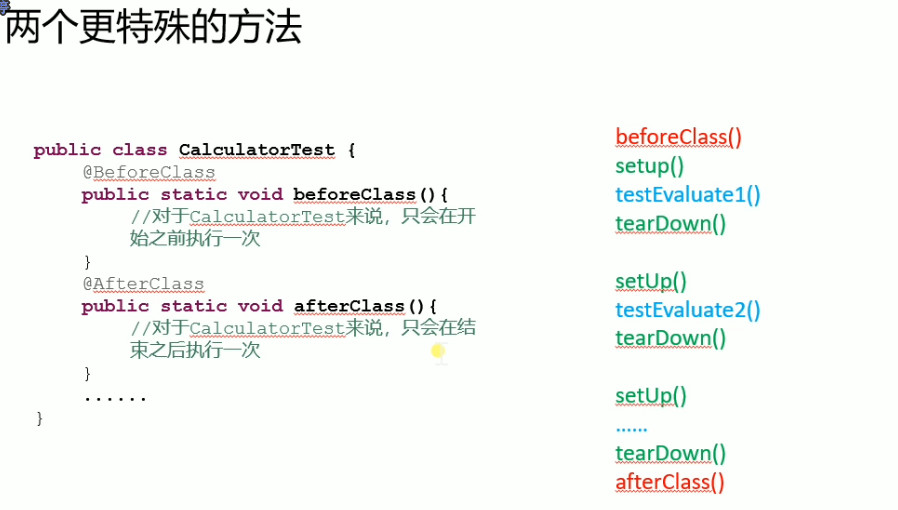 两个更特殊的方法
public class CalculatorTest {
@BeforeClass
public static void beforeClass(){
//对于CalculatorTest来说，只会在开
始之前执行一次
}
@AfterClass
public static void afterClass(){
//对于CalculatorTest来说，只会在结
束之后执行一次
}
......
}
beforeClass()
setup()
testEvaluate1()
tearDown()
setUp()
testEvaluate2()
tearDown()
setUp()
......
tearDown()
afterClass()